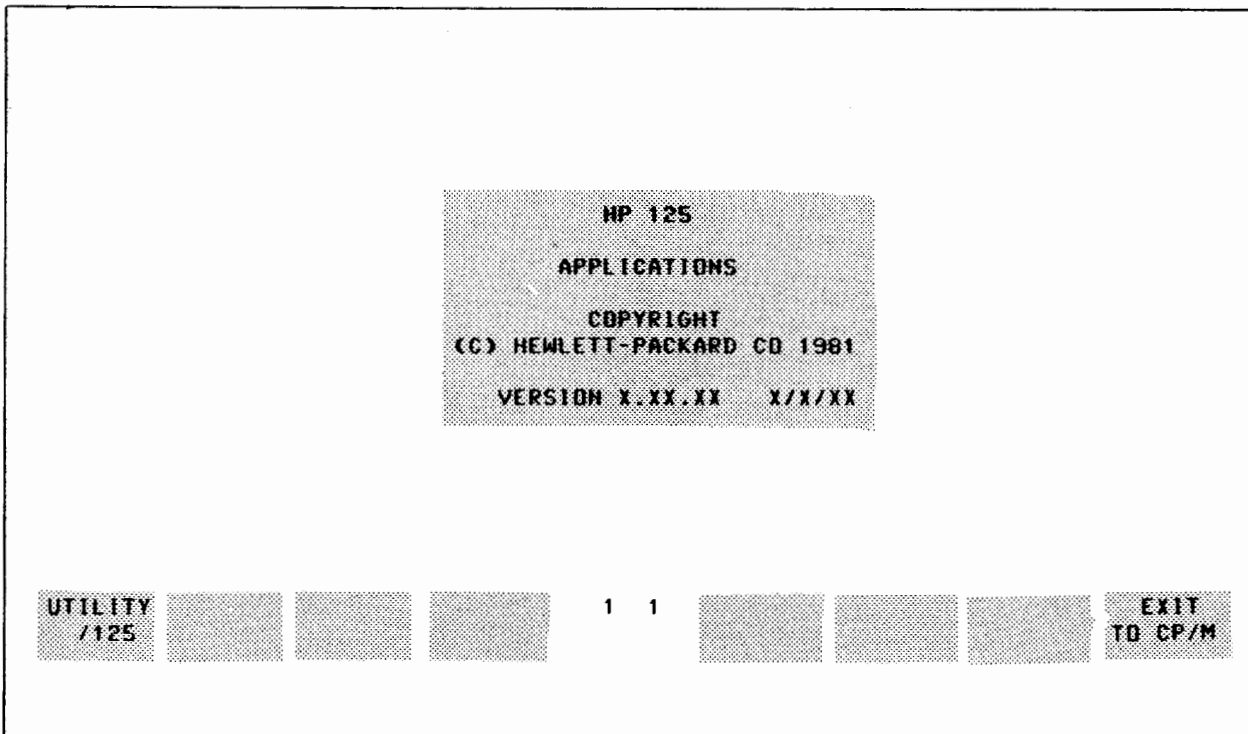 HP 125
APPLICATIONS
COPYRIGHT
(C) HEWLETT-PACKARD CO 1981
VERSION X.XX.XX X/X/XX
UTILITY
/125
1 1
EXIT
TO CP/M